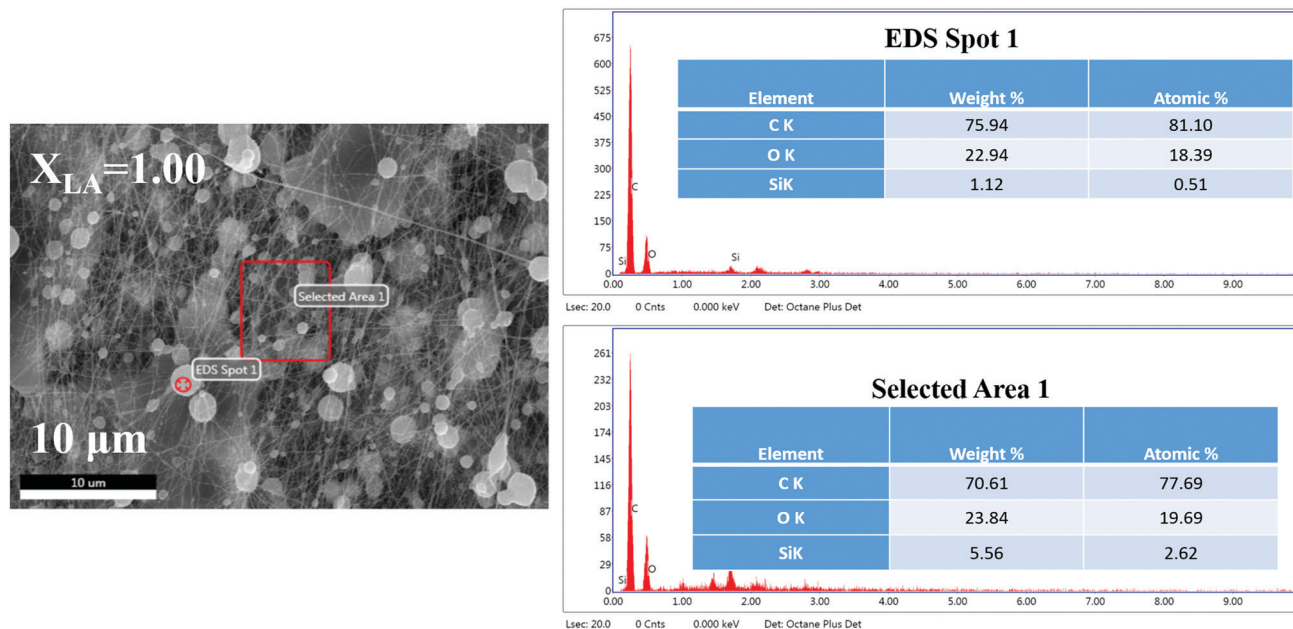 X_LA=1.00
Selected Area 1
EDS Spot 1
10 μm
10 um
EDS Spot 1
Element Weight % Atomic %
C K 75.94 81.10
O K 22.94 18.39
SiK 1.12 0.51
675
600
525
450
375
300
225
150
75
0
C
O
Si
Si
0.00 1.00 2.00 3.00 4.00 5.00 6.00 7.00 8.00 9.00
Lsec: 20.0 0 Cnts 0.000 keV Det: Octane Plus Det
Selected Area 1
Element Weight % Atomic %
C K 70.61 77.69
O K 23.84 19.69
SiK 5.56 2.62
261
232
203
174
145
116
87
58
29
0
C
O
Si
0.00 1.00 2.00 3.00 4.00 5.00 6.00 7.00 8.00 9.00
Lsec: 20.0 0 Cnts 0.000 keV Det: Octane Plus Det